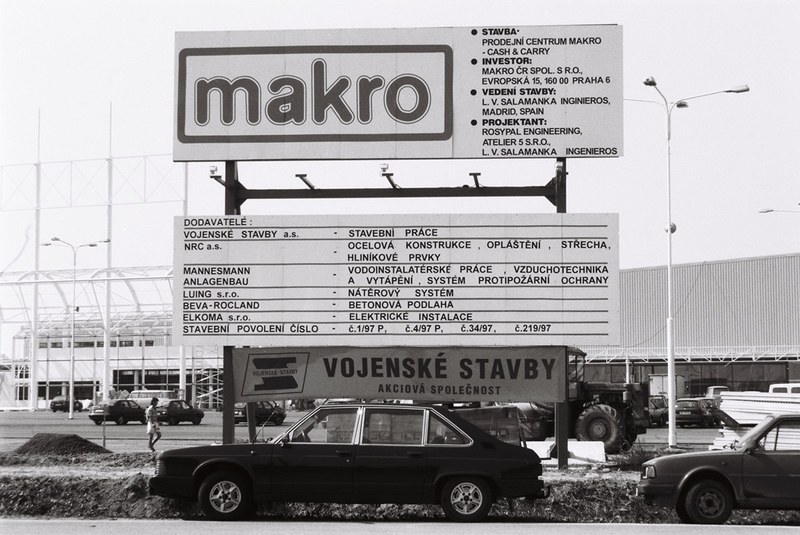 makro
● STAVBA·
PRODEJNÍ CENTRUM MAKRO
- CASH & CARRY
● INVESTOR:
MAKRO ČR SPOL. S R.O.,
EVROPSKÁ 15, 160 00 PRAHA 6
● VEDENÍ STAVBY:
L. V. SALAMANKA INGINIEROS,
MADRID, SPAIN
● PROJEKTANT:
ROSYPAL ENGINEERING,
ATELIER 5 S.R.O.,
L. V. SALAMANKA INGENIEROS
DODAVATELÉ :
VOJENSKÉ STAVBY a.s. - STAVEBNÍ PRÁCE
NRC a.s. - OCELOVÁ KONSTRUKCE , OPLÁŠTĚNÍ , STŘECHA,
HLINÍKOVÉ PRVKY
MANNESMANN - VODOINSTALATÉRSKÉ PRÁCE , VZDUCHOTECHNIKA
ANLAGENBAU A VYTÁPĚNÍ , SYSTÉM PROTIPOŽÁRNÍ OCHRANY
LUING s.r.o. - NÁTĚROVÝ SYSTÉM
BEVA-ROCLAND - BETONOVÁ PODLAHA
ELKOMA s.r.o. - ELEKTRICKÉ INSTALACE
STAVEBNÍ POVOLENÍ ČÍSLO - č.1/97 P, č.4/97 P, č.34/97, č.219/97
VOJENSKÉ STAVBY
VOJENSKÉ STAVBY
AKCIOVÁ SPOLEČNOST